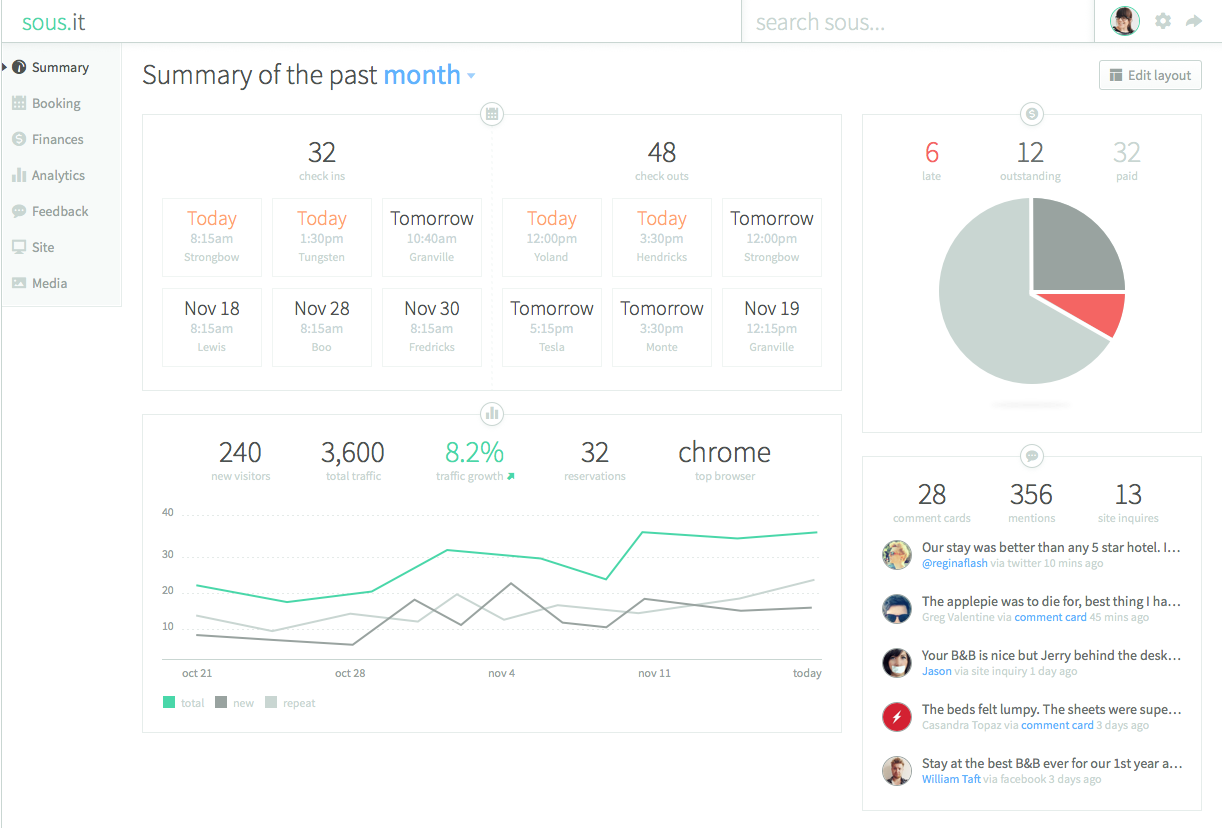 sous.it
search sous...
Summary
Booking
Finances
Analytics
Feedback
Site
Media
Summary of the past month
Edit layout
32
check ins
48
check outs
Today
8:15am
Strongbow
Today
1:30pm
Tungsten
Tomorrow
10:40am
Granville
Today
12:00pm
Yoland
Today
3:30pm
Hendricks
Tomorrow
12:00pm
Strongbow
Nov 18
8:15am
Lewis
Nov 28
8:15am
Boo
Nov 30
8:15am
Fredricks
Tomorrow
5:15pm
Tesla
Tomorrow
3:30pm
Monte
Nov 19
12:15pm
Granville
6
late
12
outstanding
32
paid
240
new visitors
3,600
total traffic
8.2%
traffic growth
32
reservations
chrome
top browser
40
30
20
10
oct 21
oct 28
nov 4
nov 11
today
total
new
repeat
28
comment cards
356
mentions
13
site inquires
Our stay was better than any 5 star hotel. I...
@reginaflash via twitter 10 mins ago
The applepie was to die for, best thing I ha...
Greg Valentine via comment card 45 mins ago
Your B&B is nice but Jerry behind the desk...
Jason via site inquiry 1 day ago
The beds felt lumpy. The sheets were supe...
Casandra Topaz via comment card 3 days ago
Stay at the best B&B ever for our 1st year a...
William Taft via facebook 3 days ago